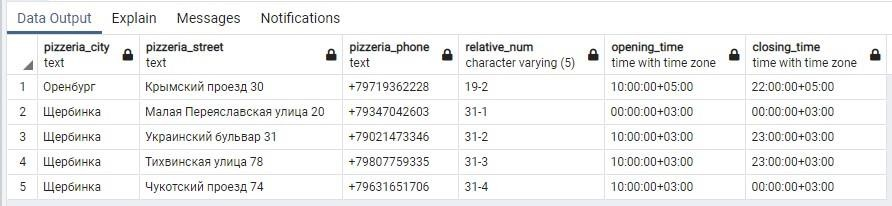 Data Output Explain Messages Notifications
pizzeria_city pizzeria_street pizzeria_phone relative_num opening_time closing_time
text text text character varying (5) time with time zone time with time zone
1 Оренбург Крымский проезд 30 +79719362228 19-2 10:00:00+05:00 22:00:00+05:00
2 Щербинка Малая Переяславская улица 20 +79347042603 31-1 00:00:00+03:00 00:00:00+03:00
3 Щербинка Украинский бульвар 31 +79021473346 31-2 10:00:00+03:00 23:00:00+03:00
4 Щербинка Тихвинская улица 78 +79807759335 31-3 10:00:00+03:00 23:00:00+03:00
5 Щербинка Чукотский проезд 74 +79631651706 31-4 10:00:00+03:00 00:00:00+03:00